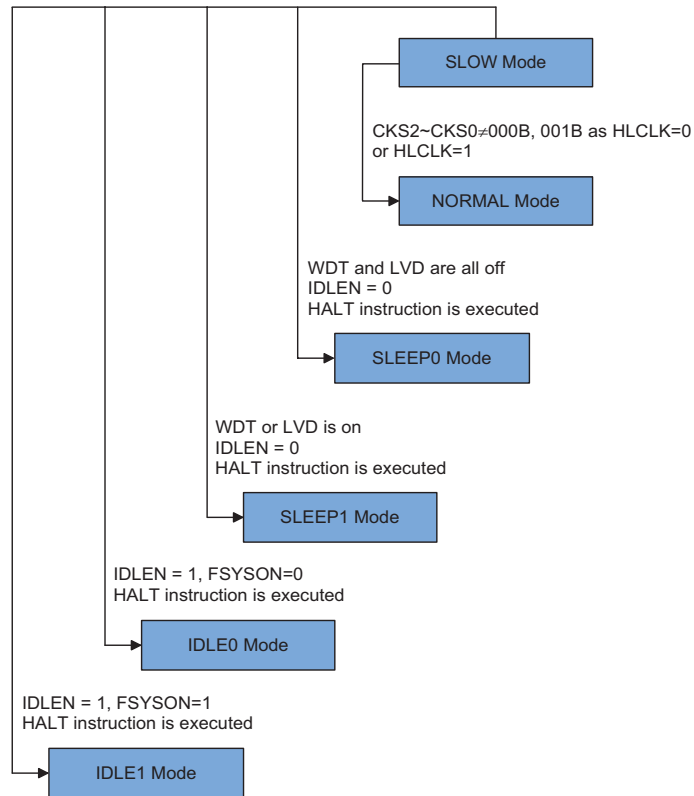 SLOW Mode
CKS2~CKS0≠000B, 001B as HLCLK=0
or HLCLK=1
NORMAL Mode
WDT and LVD are all off
IDLEN = 0
HALT instruction is executed
SLEEP0 Mode
WDT or LVD is on
IDLEN = 0
HALT instruction is executed
SLEEP1 Mode
IDLEN = 1, FSYSON=0
HALT instruction is executed
IDLE0 Mode
IDLEN = 1, FSYSON=1
HALT instruction is executed
IDLE1 Mode